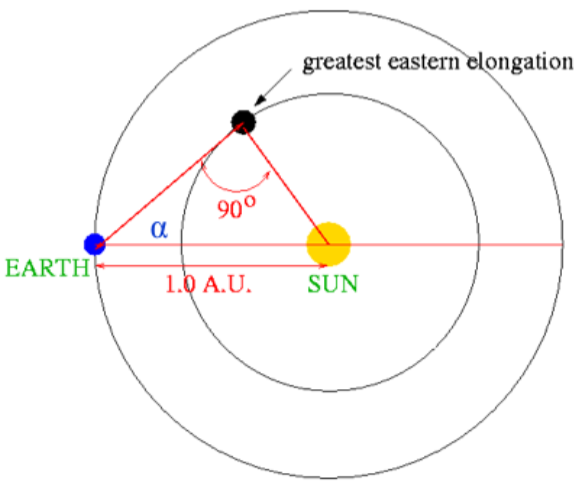 greatest eastern elongation
90°
α
EARTH
1.0 A.U.
SUN